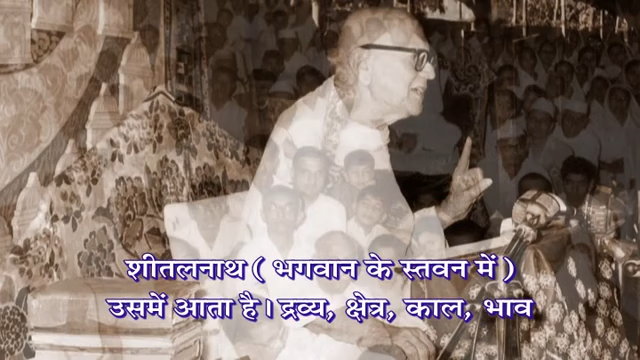 शीतलनाथ ( भगवान के स्तवन में )
उसमें आता है । द्रव्य, क्षेत्र, काल, भाव